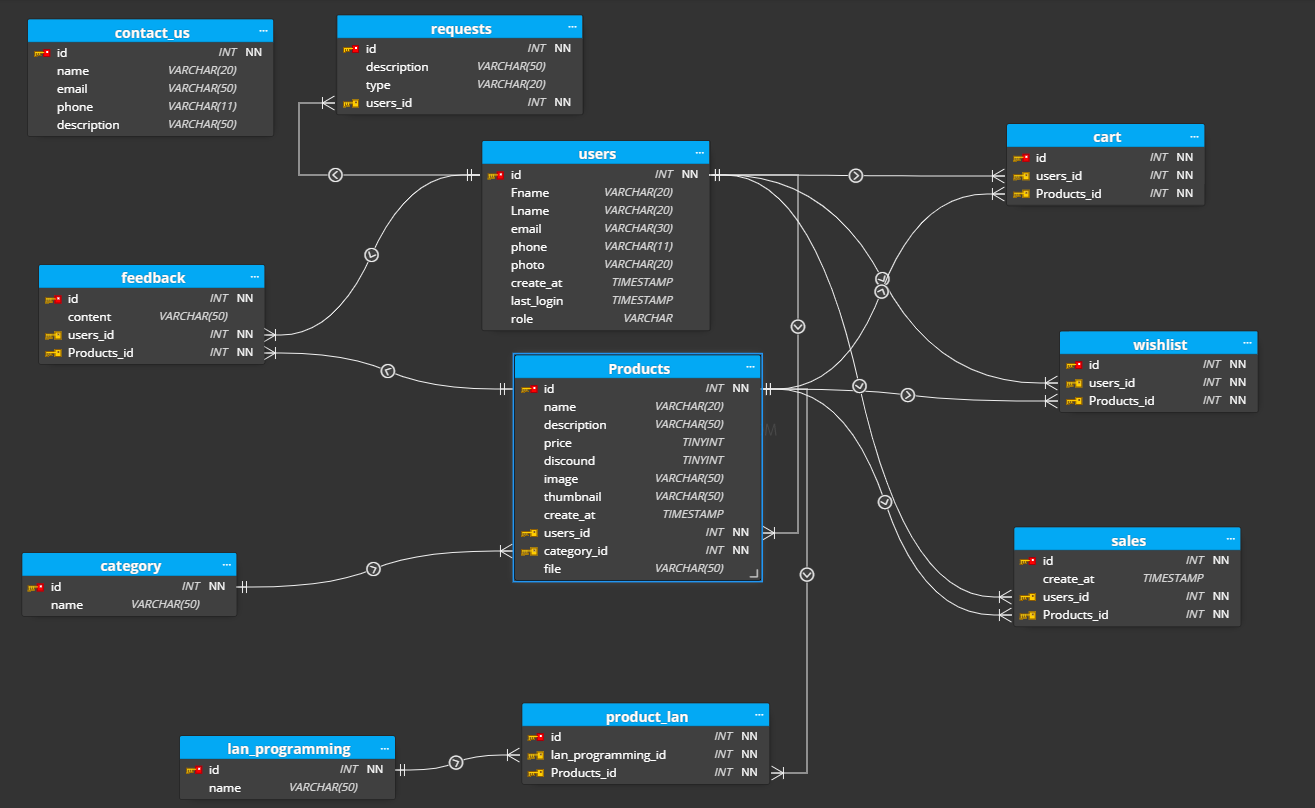 contact_us ...
id INT NN
name VARCHAR(20)
email VARCHAR(50)
phone VARCHAR(11)
description VARCHAR(50)
requests ...
id INT NN
description VARCHAR(50)
type VARCHAR(20)
users_id INT NN
users ...
id INT NN
Fname VARCHAR(20)
Lname VARCHAR(20)
email VARCHAR(30)
phone VARCHAR(11)
photo VARCHAR(20)
create_at TIMESTAMP
last_login TIMESTAMP
role VARCHAR
cart ...
id INT NN
users_id INT NN
Products_id INT NN
feedback ...
id INT NN
content VARCHAR(50)
users_id INT NN
Products_id INT NN
Products ...
id INT NN
name VARCHAR(20)
description VARCHAR(50)
price TINYINT
discound TINYINT
image VARCHAR(50)
thumbnail VARCHAR(50)
create_at TIMESTAMP
users_id INT NN
category_id INT NN
file VARCHAR(50)
M
wishlist ...
id INT NN
users_id INT NN
Products_id INT NN
category ...
id INT NN
name VARCHAR(50)
sales ...
id INT NN
create_at TIMESTAMP
users_id INT NN
Products_id INT NN
lan_programming ...
id INT NN
name VARCHAR(50)
product_lan ...
id INT NN
lan_programming_id INT NN
Products_id INT NN